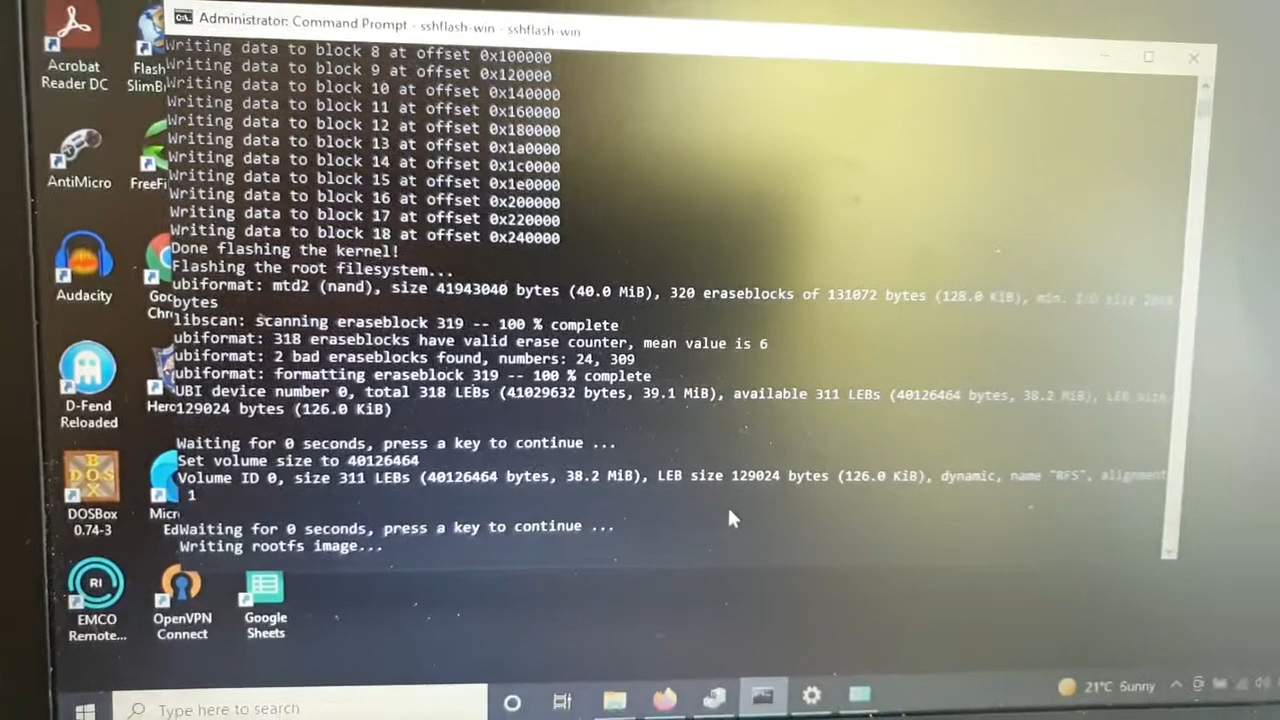 Administrator: Command Prompt - sshflash-win - sshflash-win
Writing data to block 8 at offset 0x100000
Writing data to block 9 at offset 0x120000
Writing data to block 10 at offset 0x140000
Writing data to block 11 at offset 0x160000
Writing data to block 12 at offset 0x180000
Writing data to block 13 at offset 0x1a0000
Writing data to block 14 at offset 0x1c0000
Writing data to block 15 at offset 0x1e0000
Writing data to block 16 at offset 0x200000
Writing data to block 17 at offset 0x220000
Writing data to block 18 at offset 0x240000
Done flashing the kernel!
Flashing the root filesystem...
ubiformat: mtd2 (nand), size 41943040 bytes (40.0 MiB), 320 eraseblocks of 131072 bytes (128.0 KiB), min. I/O size 2048
bytes
libscan: scanning eraseblock 319 -- 100 % complete
ubiformat: 318 eraseblocks have valid erase counter, mean value is 6
ubiformat: 2 bad eraseblocks found, numbers: 24, 309
ubiformat: formatting eraseblock 319 -- 100 % complete
UBI device number 0, total 318 LEBs (41029632 bytes, 39.1 MiB), available 311 LEBs (40126464 bytes, 38.2 MiB), LEB size
129024 bytes (126.0 KiB)
Waiting for 0 seconds, press a key to continue ...
Set volume size to 40126464
Volume ID 0, size 311 LEBs (40126464 bytes, 38.2 MiB), LEB size 129024 bytes (126.0 KiB), dynamic, name "RFS", alignment
1
Waiting for 0 seconds, press a key to continue ...
Writing rootfs image...
Acrobat
Reader DC
Flash
SlimB
AntiMicro
FreeFi
Audacity
Goo
Chr
D-Fend
Reloaded
Hero
DOS
BOX
DOSBox
0.74-3
Micr
Ed
RI
EMCO
Remote...
OpenVPN
Connect
Google
Sheets
Type here to search
21°C Sunny